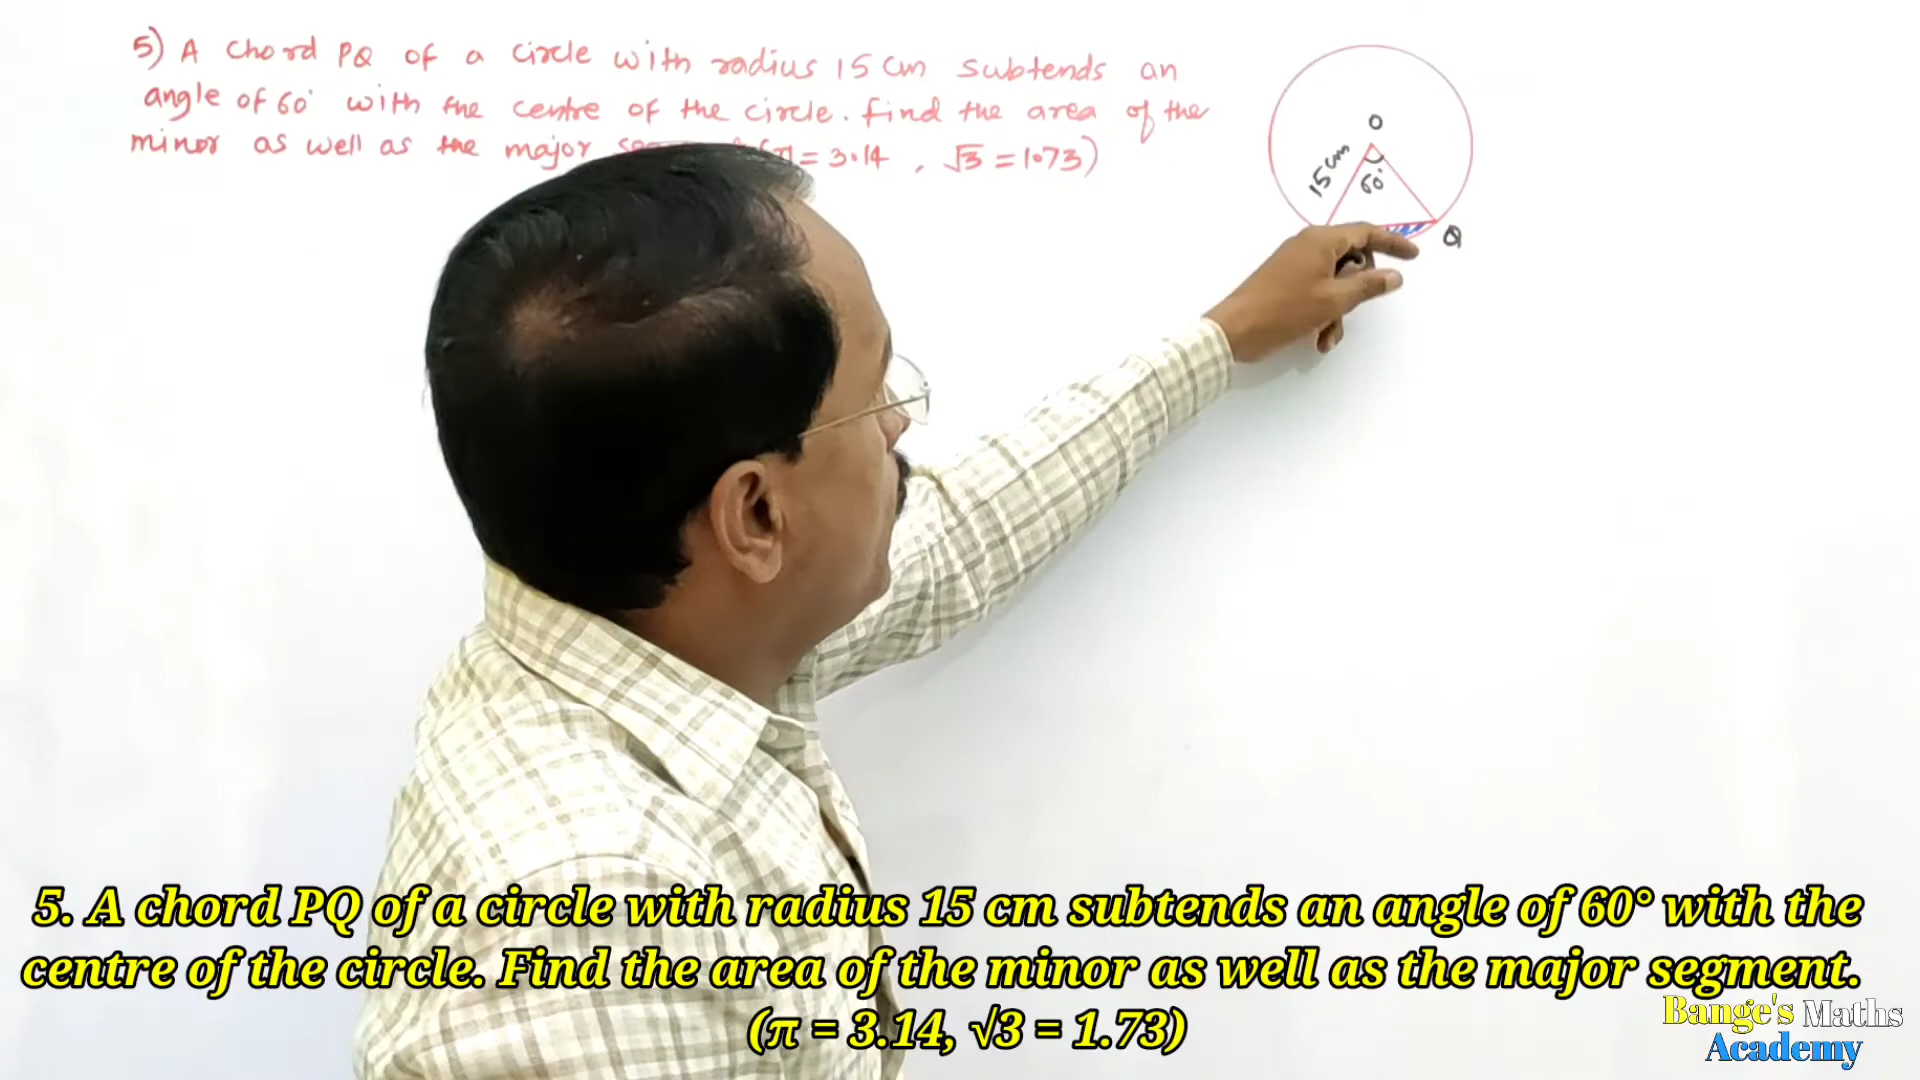 5) A chord PQ of a circle with radius 15 cm subtends an
angle of 60° with the centre of the circle. Find the area of the
minor as well as the major = 3.14 , √3 = 1.73)
O
15 cm
60°
Q
5. A chord PQ of a circle with radius 15 cm subtends an angle of 60° with the
centre of the circle. Find the area of the minor as well as the major segment.
(π = 3.14, √3 = 1.73)
Bange's Maths
Academy